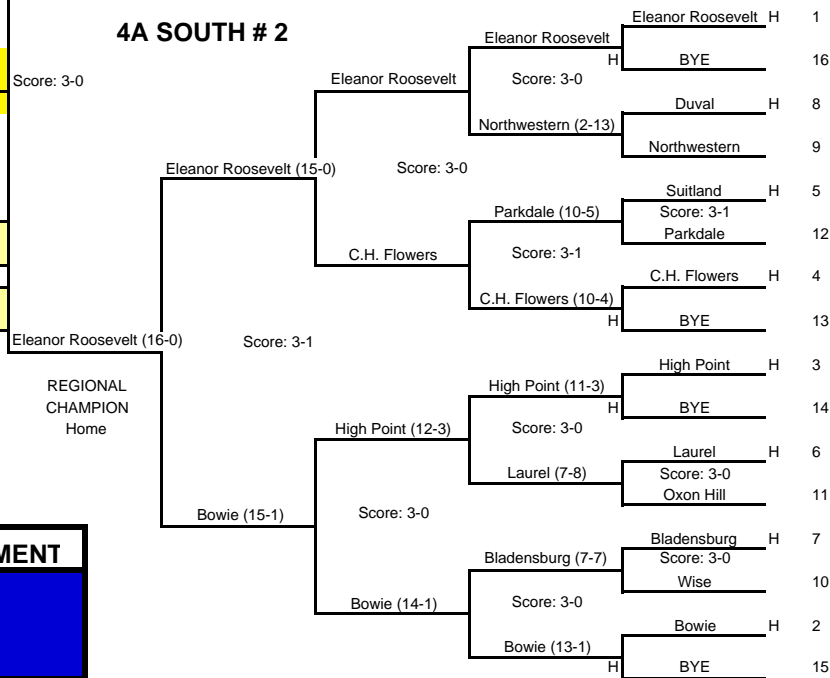 4A SOUTH # 2
Eleanor Roosevelt H 1
Eleanor Roosevelt
H BYE 16
Score: 3-0
Score: 3-0
Eleanor Roosevelt
Duval H 8
Northwestern (2-13)
Northwestern 9
Eleanor Roosevelt (15-0)
Score: 3-0
Suitland H 5
Parkdale (10-5)
Score: 3-1
Parkdale 12
C.H. Flowers
Score: 3-1
C.H. Flowers H 4
C.H. Flowers (10-4)
H BYE 13
Eleanor Roosevelt (16-0)
Score: 3-1
REGIONAL
CHAMPION
Home
High Point H 3
High Point (11-3)
H BYE 14
High Point (12-3)
Score: 3-0
Laurel H 6
Laurel (7-8)
Score: 3-0
Oxon Hill 11
Bowie (15-1)
Score: 3-0
Bladensburg H 7
Bladensburg (7-7)
Score: 3-0
Wise 10
Bowie (14-1)
Score: 3-0
Bowie H 2
Bowie (13-1)
H BYE 15
MENT